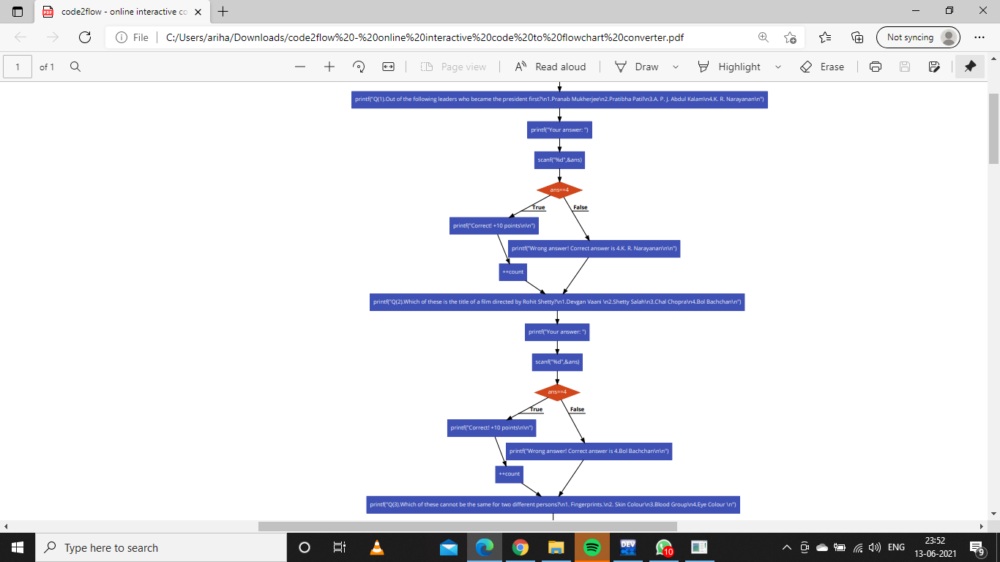 code2flow - online interactive co
File
C:/Users/ariha/Downloads/code2flow%20-%20online%20interactive%20code%20to%20flowchart%20converter.pdf
Not syncing
1 of 1
Page view
Read aloud
Draw
Highlight
Erase
printf("Q(1).Out of the following leaders who became the president first?\n1.Pranab Mukherjee\n2.Pratibha Patil\n3.A. P. J. Abdul Kalam\n4.K. R. Narayanan\n")
printf("Your answer: ")
scanf("%d",&ans)
ans==4
True
False
printf("Correct! +10 points\n\n")
printf("Wrong answer! Correct answer is 4.K. R. Narayanan\n\n")
++count
printf("Q(2).Which of these is the title of a film directed by Rohit Shetty?\n1.Devgan Vaani \n2.Shetty Salah\n3.Chal Chopra\n4.Bol Bachchan\n")
printf("Your answer: ")
scanf("%d",&ans)
ans==4
True
False
printf("Correct! +10 points\n\n")
printf("Wrong answer! Correct answer is 4.Bol Bachchan\n\n")
++count
printf("Q(3).Which of these cannot be the same for two different persons?\n1. Fingerprints.\n2. Skin Colour\n3.Blood Group\n4.Eye Colour \n")
Type here to search
DEV
10
ENG
23:52
13-06-2021
9